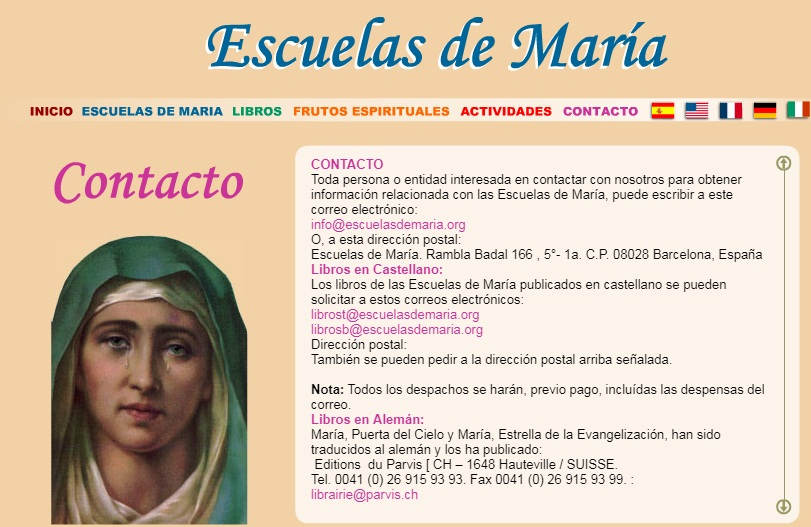 Escuelas de María
INICIO ESCUELAS DE MARIA LIBROS FRUTOS ESPIRITUALES ACTIVIDADES CONTACTO
Contacto
CONTACTO
Toda persona o entidad interesada en contactar con nosotros para obtener
información relacionada con las Escuelas de María, puede escribir a este
correo electrónico:
info@escuelasdemaria.org
O, a esta dirección postal:
Escuelas de María. Rambla Badal 166 , 5°- 1a. C.P. 08028 Barcelona, España
Libros en Castellano:
Los libros de las Escuelas de María publicados en castellano se pueden
solicitar a estos correos electrónicos:
librost@escuelasdemaria.org
librosb@escuelasdemaria.org
Dirección postal:
También se pueden pedir a la dirección postal arriba señalada.
Nota: Todos los despachos se harán, previo pago, incluídas las despensas del
correo.
Libros en Alemán:
María, Puerta del Cielo y María, Estrella de la Evangelización, han sido
traducidos al alemán y los ha publicado:
Editions du Parvis [ CH – 1648 Hauteville / SUISSE.
Tel. 0041 (0) 26 915 93 93. Fax 0041 (0) 26 915 93 99. :
librairie@parvis.ch